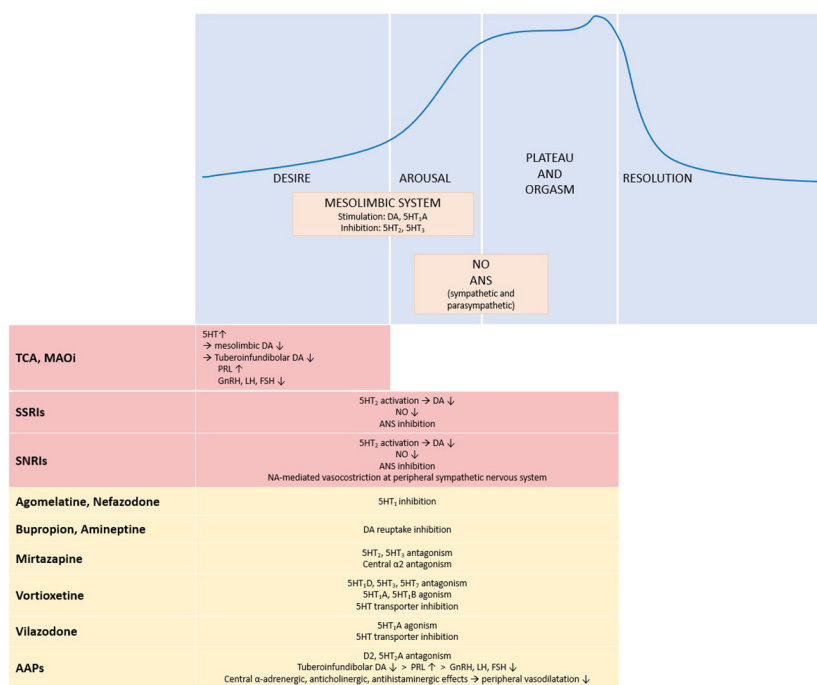 DESIRE
AROUSAL
PLATEAU
AND
ORGASM
RESOLUTION
MESOLIMBIC SYSTEM
Stimulation: DA, 5HT₁A
Inhibition: 5HT₂, 5HT₃
NO
ANS
(sympathetic and
parasympathetic)
TCA, MAOi
5HT↑
→ mesolimbic DA ↓
→ Tuberoinfundibolar DA ↓
PRL ↑
GnRH, LH, FSH ↓
SSRIs
5HT₂ activation → DA ↓
NO ↓
ANS inhibition
SNRIs
5HT₂ activation → DA ↓
NO ↓
ANS inhibition
NA-mediated vasocostriction at peripheral sympathetic nervous system
Agomelatine, Nefazodone
5HT₁ inhibition
Bupropion, Amineptine
DA reuptake inhibition
Mirtazapine
5HT₂, 5HT₃ antagonism
Central α2 antagonism
Vortioxetine
5HT₁D, 5HT₃, 5HT₇ antagonism
5HT₁A, 5HT₁B agonism
5HT transporter inhibition
Vilazodone
5HT₁A agonism
5HT transporter inhibition
AAPs
D2, 5HT₂A antagonism
Tuberoinfundibolar DA ↓ > PRL ↑ > GnRH, LH, FSH ↓
Central α-adrenergic, anticholinergic, antihistaminergic effects → peripheral vasodilatation ↓